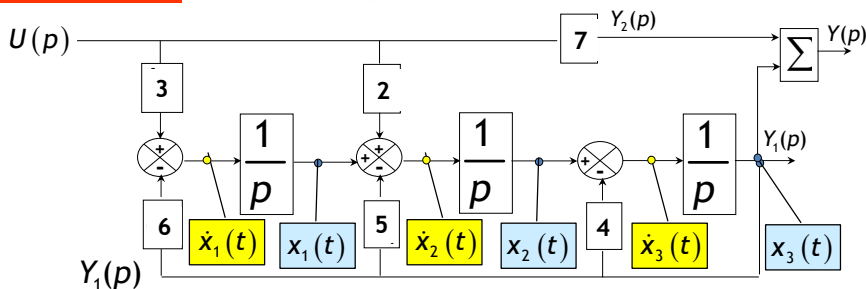 U(p)
7
Y₂(p)
Y(p)
Σ
3
2
+
-
1
p
+
+
-
1
p
+
-
1
p
Y₁(p)
6
5
4
ẋ₁(t)
x₁(t)
ẋ₂(t)
x₂(t)
ẋ₃(t)
x₃(t)
Y₁(p)